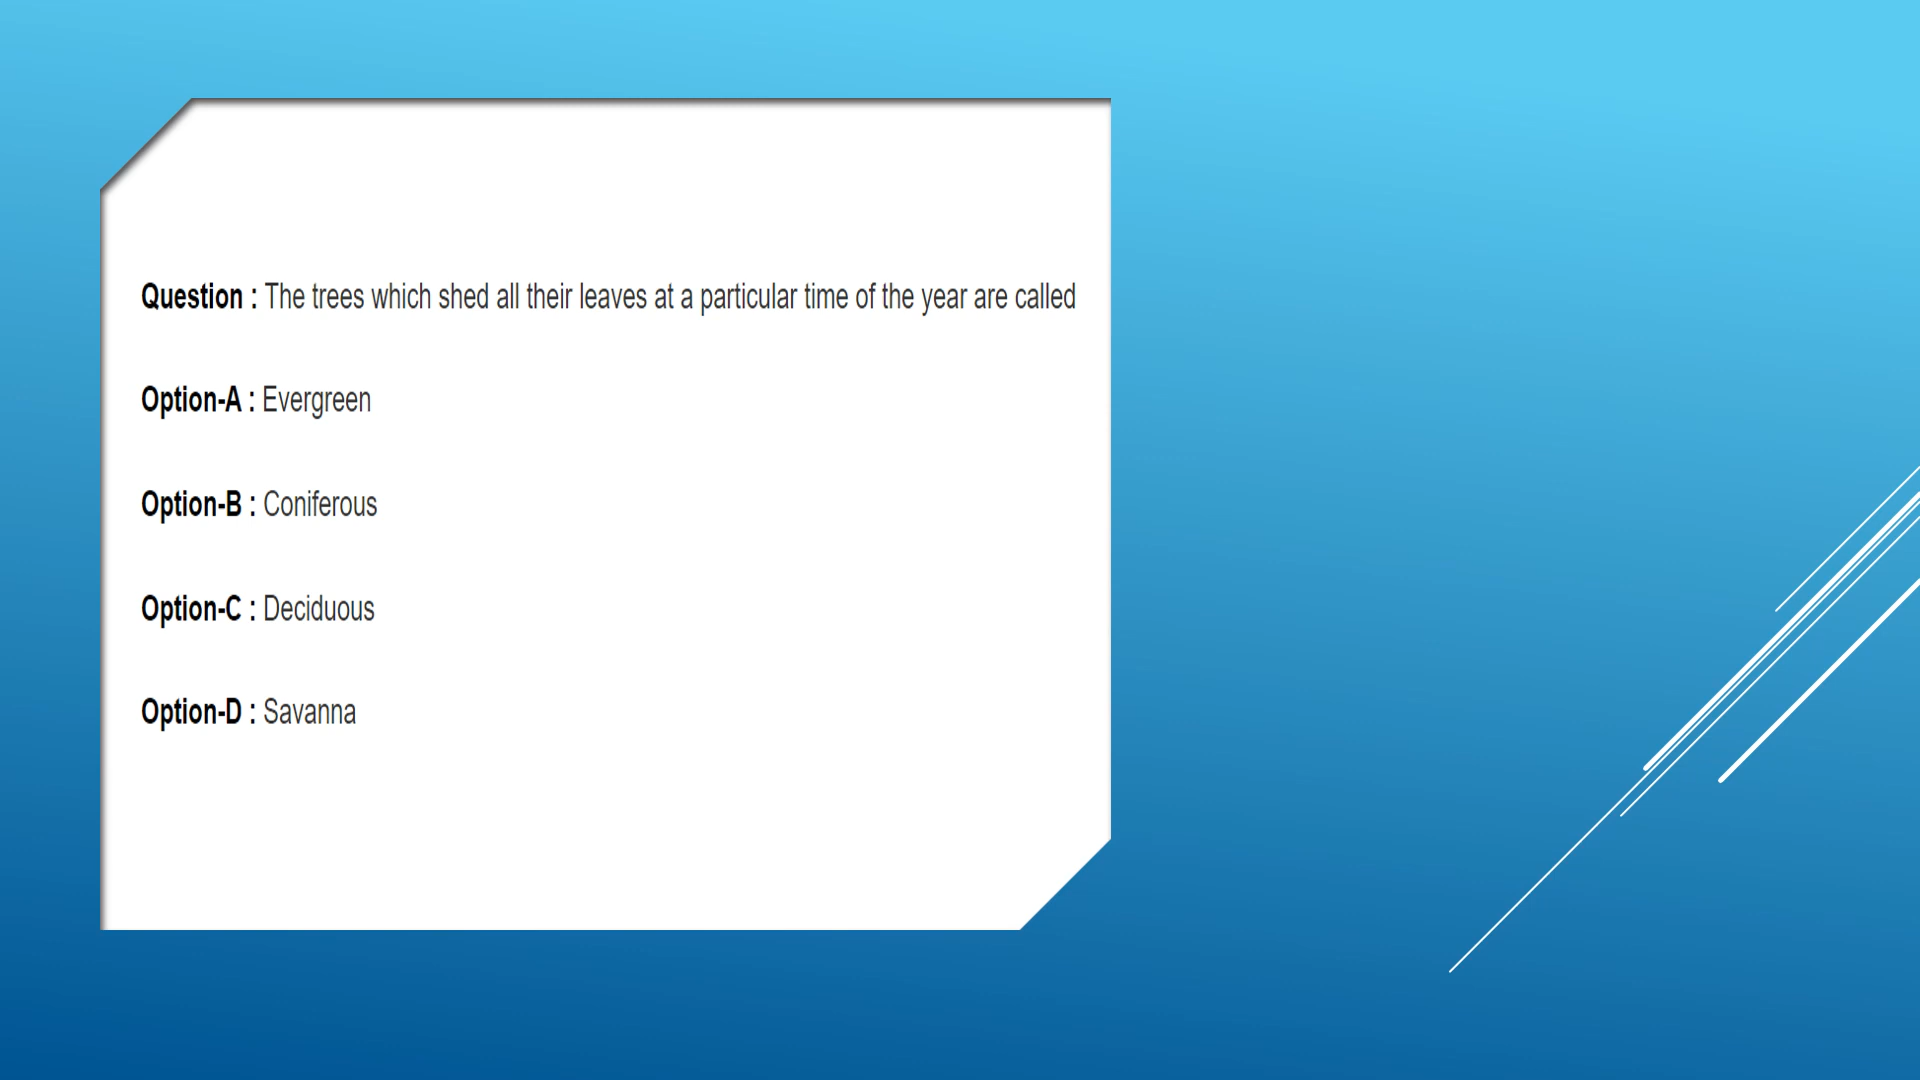 Question : The trees which shed all their leaves at a particular time of the year are called
Option-A : Evergreen
Option-B : Coniferous
Option-C : Deciduous
Option-D : Savanna